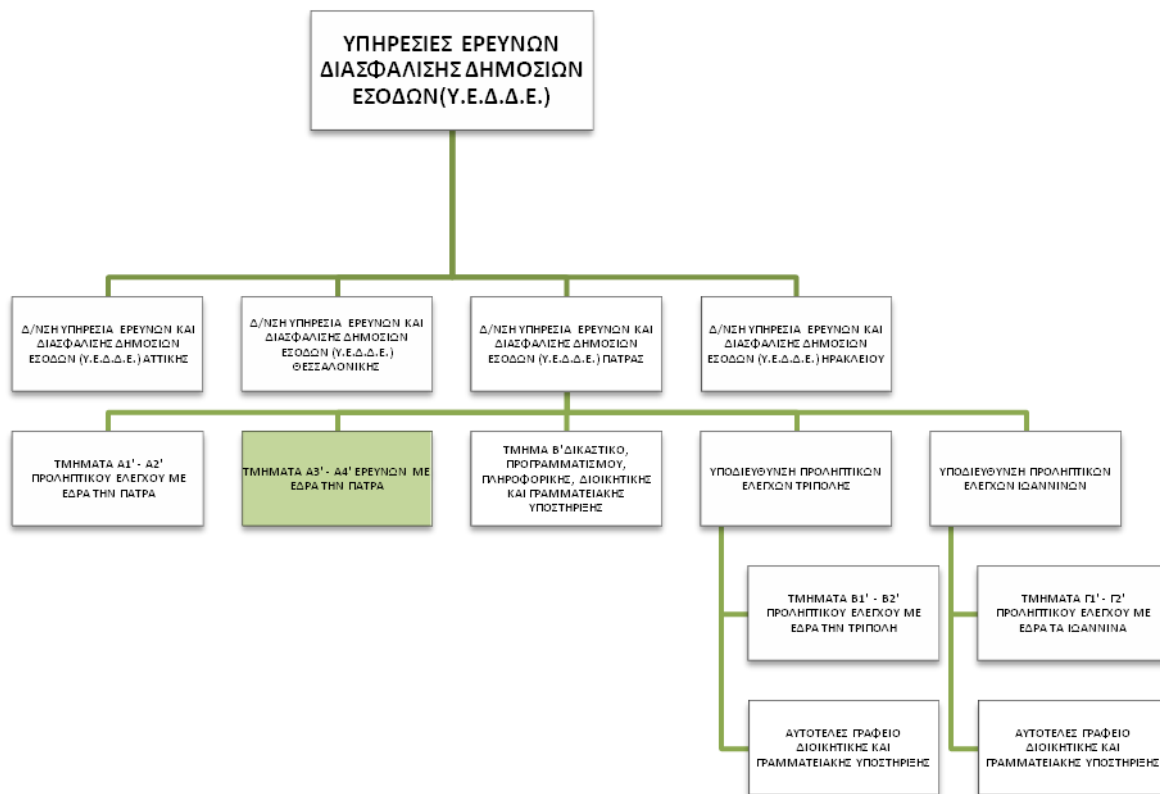 ΥΠΗΡΕΣΙΕΣ ΕΡΕΥΝΩΝ
ΔΙΑΣΦΑΛΙΣΗΣ ΔΗΜΟΣΙΩΝ
ΕΣΟΔΩΝ(Υ.Ε.Δ.Δ.Ε.)
Δ/ΝΣΗ ΥΠΗΡΕΣΙΑ ΕΡΕΥΝΩΝ ΚΑΙ
ΔΙΑΣΦΑΛΙΣΗΣ ΔΗΜΟΣΙΩΝ
ΕΣΟΔΩΝ (Υ.Ε.Δ.Δ.Ε.) ΑΤΤΙΚΗΣ
Δ/ΝΣΗ ΥΠΗΡΕΣΙΑ ΕΡΕΥΝΩΝ ΚΑΙ
ΔΙΑΣΦΑΛΙΣΗΣ ΔΗΜΟΣΙΩΝ
ΕΣΟΔΩΝ (Υ.Ε.Δ.Δ.Ε.)
ΘΕΣΣΑΛΟΝΙΚΗΣ
Δ/ΝΣΗ ΥΠΗΡΕΣΙΑ ΕΡΕΥΝΩΝ ΚΑΙ
ΔΙΑΣΦΑΛΙΣΗΣ ΔΗΜΟΣΙΩΝ
ΕΣΟΔΩΝ (Υ.Ε.Δ.Δ.Ε.) ΠΑΤΡΑΣ
Δ/ΝΣΗ ΥΠΗΡΕΣΙΑ ΕΡΕΥΝΩΝ ΚΑΙ
ΔΙΑΣΦΑΛΙΣΗΣ ΔΗΜΟΣΙΩΝ
ΕΣΟΔΩΝ (Υ.Ε.Δ.Δ.Ε.) ΗΡΑΚΛΕΙΟΥ
ΤΜΗΜΑΤΑ Α1' - Α2'
ΠΡΟΛΗΠΤΙΚΟΥ ΕΛΕΓΧΟΥ ΜΕ
ΕΔΡΑ ΤΗΝ ΠΑΤΡΑ
ΤΜΗΜΑΤΑ Α3' - Α4' ΕΡΕΥΝΩΝ ΜΕ
ΕΔΡΑ ΤΗΝ ΠΑΤΡΑ
ΤΜΗΜΑ Β' ΔΙΚΑΣΤΙΚΟ,
ΠΡΟΓΡΑΜΜΑΤΙΣΜΟΥ,
ΠΛΗΡΟΦΟΡΙΚΗΣ, ΔΙΟΙΚΗΤΙΚΗΣ
ΚΑΙ ΓΡΑΜΜΑΤΕΙΑΚΗΣ
ΥΠΟΣΤΗΡΙΞΗΣ
ΥΠΟΔΙΕΥΘΥΝΣΗ ΠΡΟΛΗΠΤΙΚΩΝ
ΕΛΕΓΧΩΝ ΤΡΙΠΟΛΗΣ
ΥΠΟΔΙΕΥΘΥΝΣΗ ΠΡΟΛΗΠΤΙΚΩΝ
ΕΛΕΓΧΩΝ ΙΩΑΝΝΙΝΩΝ
ΤΜΗΜΑΤΑ Β1' - Β2'
ΠΡΟΛΗΠΤΙΚΟΥ ΕΛΕΓΧΟΥ ΜΕ
ΕΔΡΑ ΤΗΝ ΤΡΙΠΟΛΗ
ΤΜΗΜΑΤΑ Γ1' - Γ2'
ΠΡΟΛΗΠΤΙΚΟΥ ΕΛΕΓΧΟΥ ΜΕ
ΕΔΡΑ ΤΑ ΙΩΑΝΝΙΝΑ
ΑΥΤΟΤΕΛΕΣ ΓΡΑΦΕΙΟ
ΔΙΟΙΚΗΤΙΚΗΣ ΚΑΙ
ΓΡΑΜΜΑΤΕΙΑΚΗΣ ΥΠΟΣΤΗΡΙΞΗΣ
ΑΥΤΟΤΕΛΕΣ ΓΡΑΦΕΙΟ
ΔΙΟΙΚΗΤΙΚΗΣ ΚΑΙ
ΓΡΑΜΜΑΤΕΙΑΚΗΣ ΥΠΟΣΤΗΡΙΞΗΣ